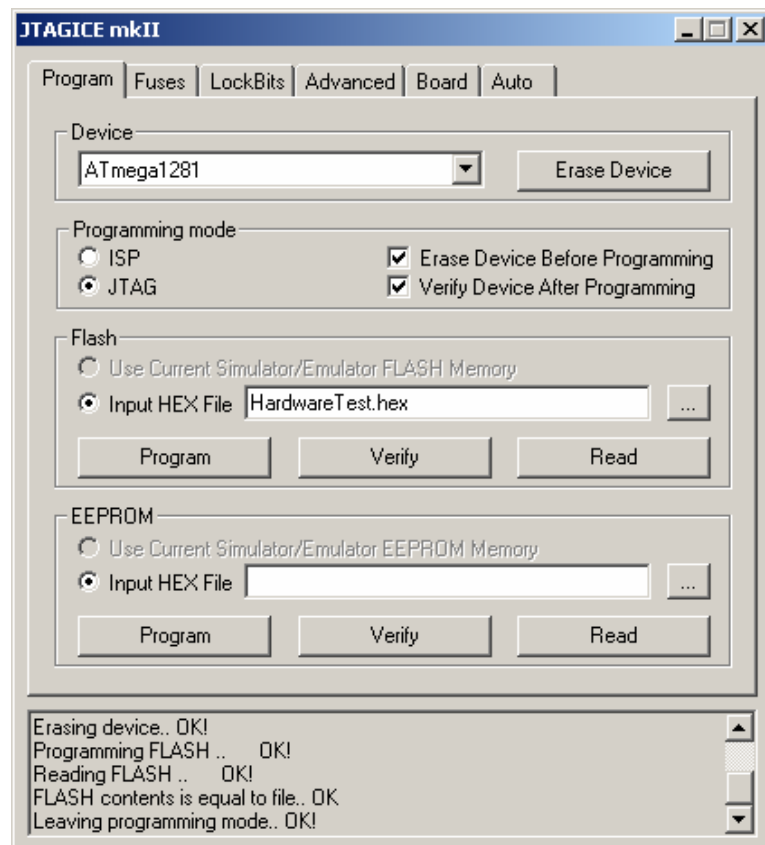 JTAGICE mkII
Program Fuses LockBits Advanced Board Auto
Device
ATmega1281 Erase Device
Programming mode
ISP Erase Device Before Programming
JTAG Verify Device After Programming
Flash
Use Current Simulator/Emulator FLASH Memory
Input HEX File HardwareTest.hex ...
Program Verify Read
EEPROM
Use Current Simulator/Emulator EEPROM Memory
Input HEX File ...
Program Verify Read
Erasing device.. OK!
Programming FLASH .. OK!
Reading FLASH .. OK!
FLASH contents is equal to file.. OK
Leaving programming mode.. OK!